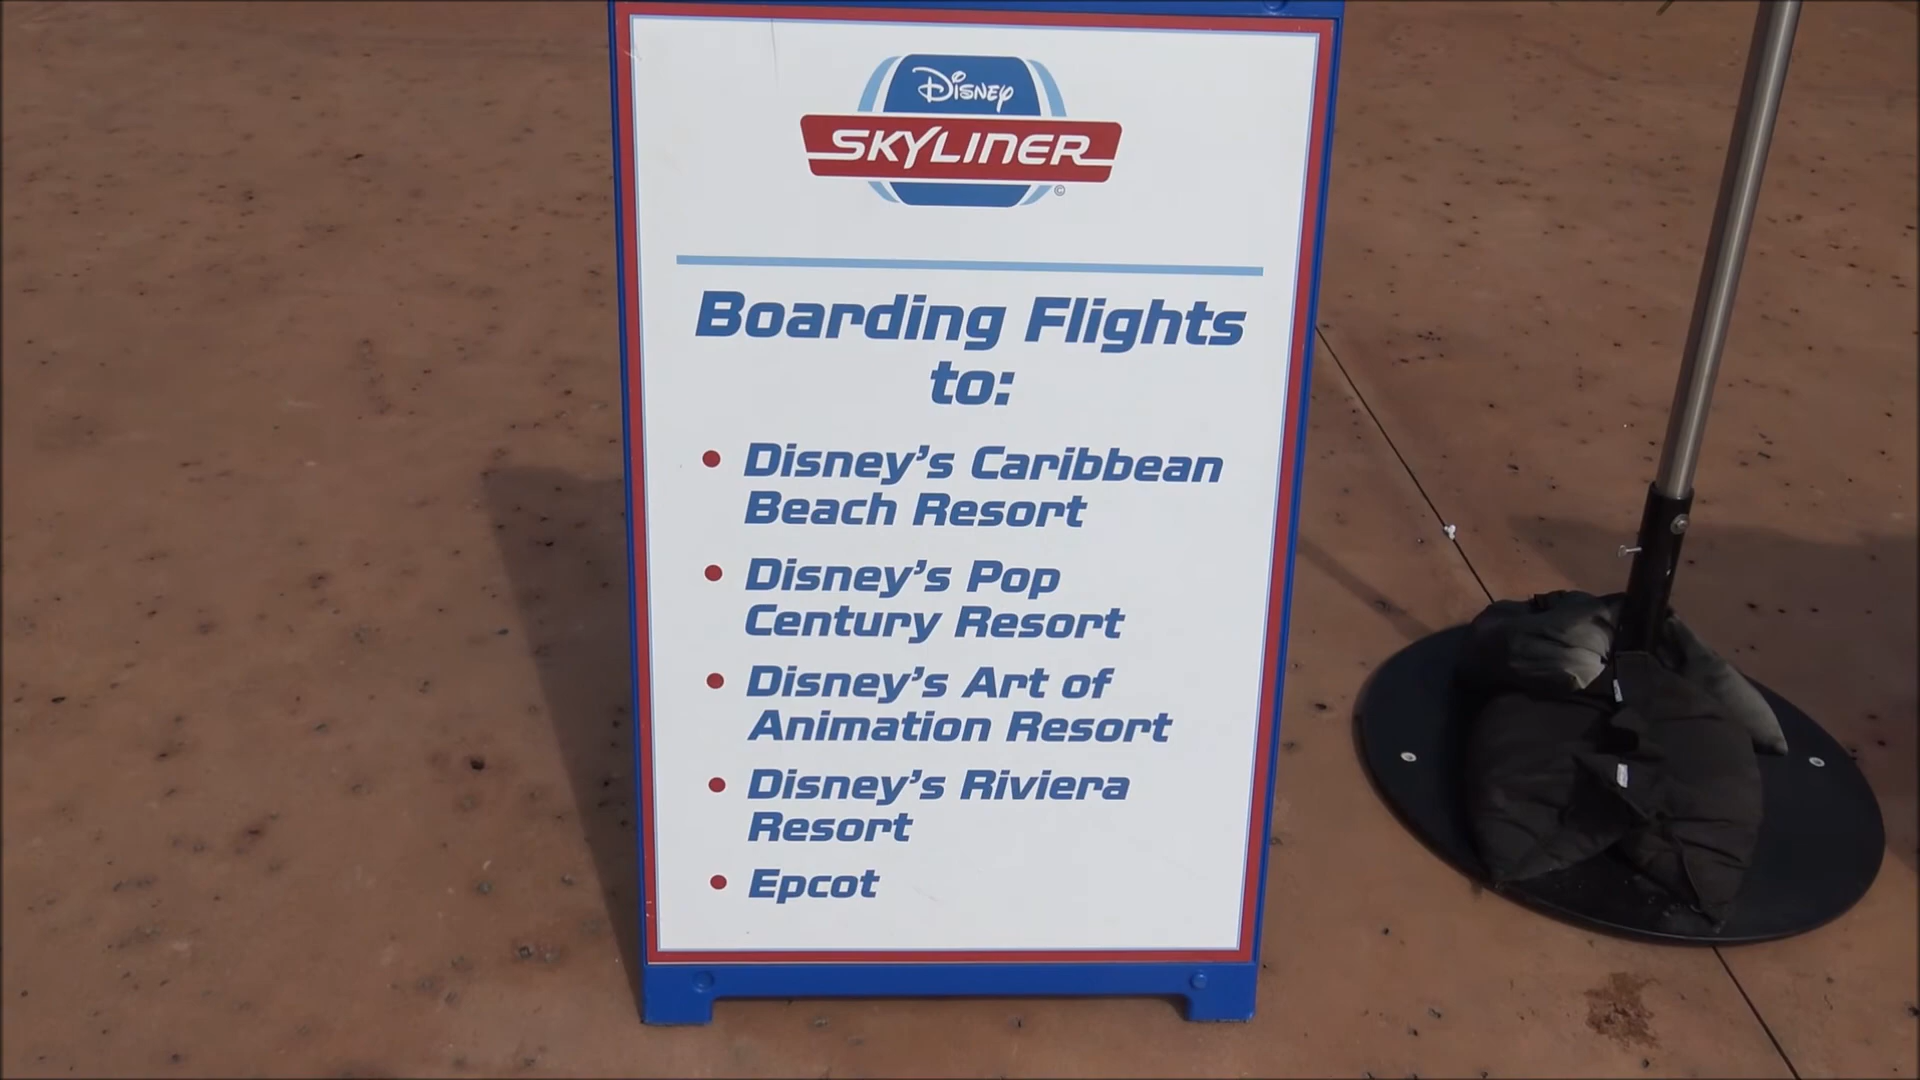 Disney
SKYLINER
©
Boarding Flights
to:
• Disney's Caribbean
Beach Resort
• Disney's Pop
Century Resort
• Disney's Art of
Animation Resort
• Disney's Riviera
Resort
• Epcot